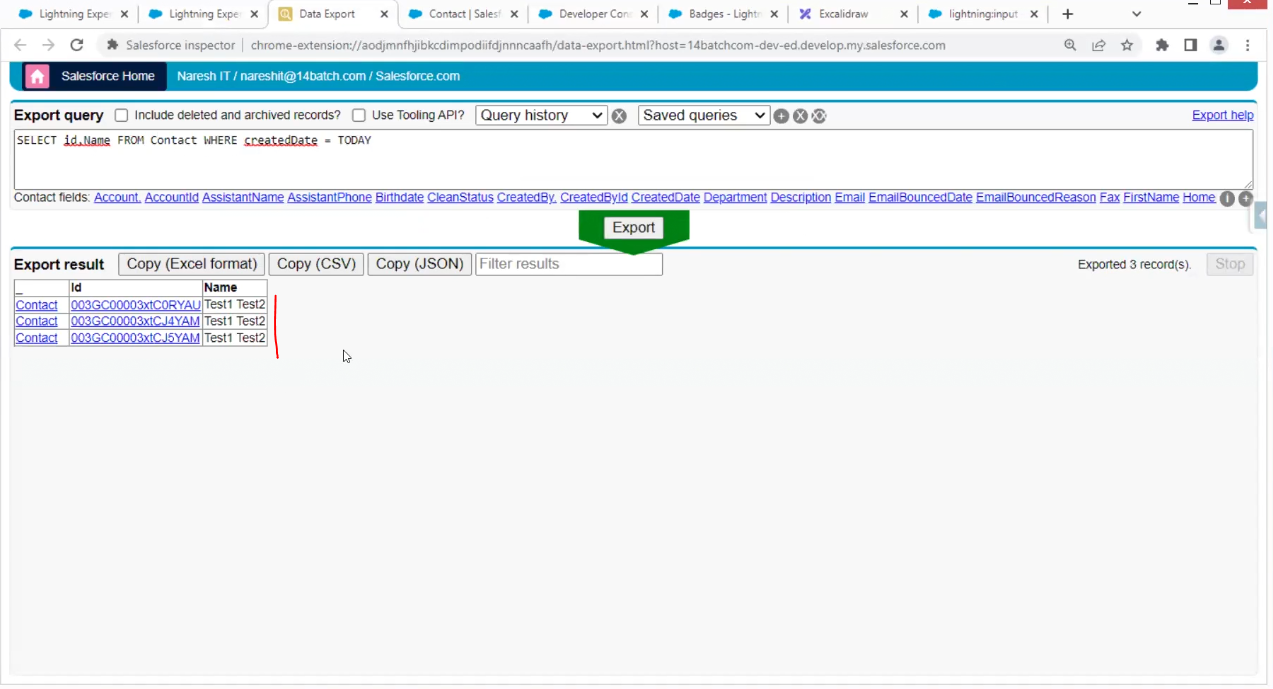 Lightning Expe
Lightning Expe
Data Export
Contact | Salesf
Developer Con
Badges - Lightn
Excalidraw
lightning:input
Salesforce inspector
chrome-extension://aodjmnfhjibkcdimpodiifdjnnncaafh/data-export.html?host=14batchcom-dev-ed.develop.my.salesforce.com
Salesforce Home
Naresh IT / nareshit@14batch.com / Salesforce.com
Export query Include deleted and archived records? Use Tooling API? Query history X Saved queries + X Export help
SELECT id,Name FROM Contact WHERE createdDate = TODAY
Contact fields: Account. AccountId AssistantName AssistantPhone Birthdate CleanStatus CreatedBy. CreatedById CreatedDate Department Description Email EmailBouncedDate EmailBouncedReason Fax FirstName Home i +
Export
Export result Copy (Excel format) Copy (CSV) Copy (JSON) Filter results Exported 3 record(s). Stop
_ Id Name
Contact 003GC00003xtC0RYAU Test1 Test2
Contact 003GC00003xtCJ4YAM Test1 Test2
Contact 003GC00003xtCJ5YAM Test1 Test2